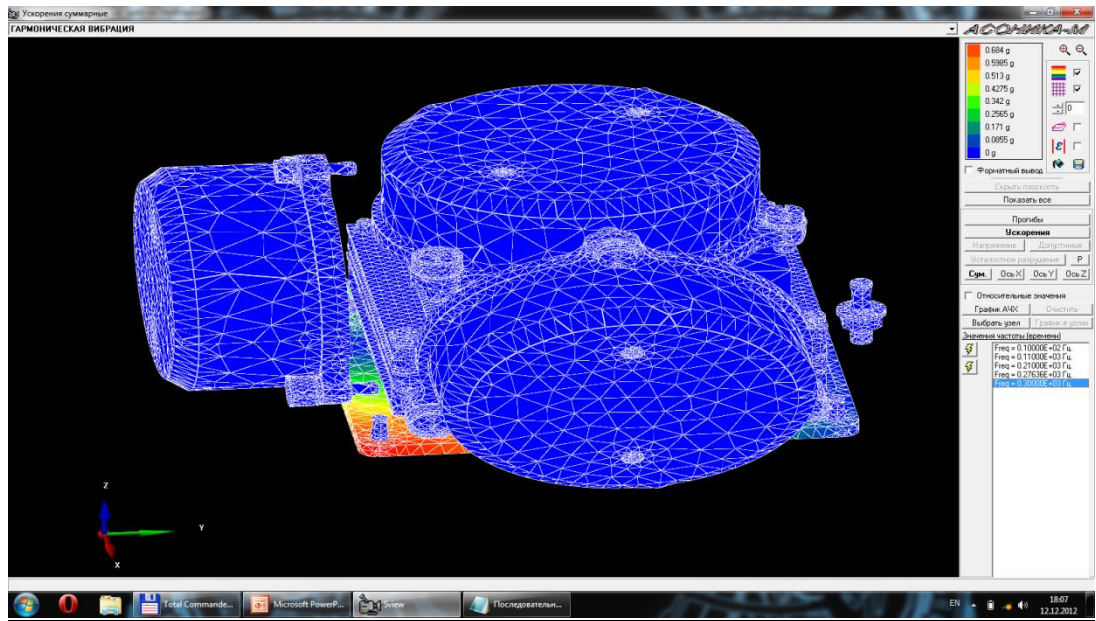 Ускорения суммарные
ГАРМОНИЧЕСКАЯ ВИБРАЦИЯ
АСОНИКА-М
0.684 g
0.5985 g
0.513 g
0.4275 g
0.342 g
0.2565 g
0.171 g
0.0855 g
0 g
0
ε
Форматный вывод
Скрыть плоскость
Показать все
Прогибы
Ускорения
Напряжение Допустимые
Усталостное разрушение P
Сум. Ось X Ось Y Ось Z
Относительные значения
График АЧХ Очистить
Выбрать узел График в узлах
Значения частоты (времени)
Freq = 0.10000E+02 Гц
Freq = 0.11000E+03 Гц
Freq = 0.21000E+03 Гц
Freq = 0.27636E+03 Гц
Freq = 0.30000E+03 Гц
Z
Y
X
Total Commande...
Microsoft PowerP...
Sview
Последовательн...
EN
18:07
12.12.2012